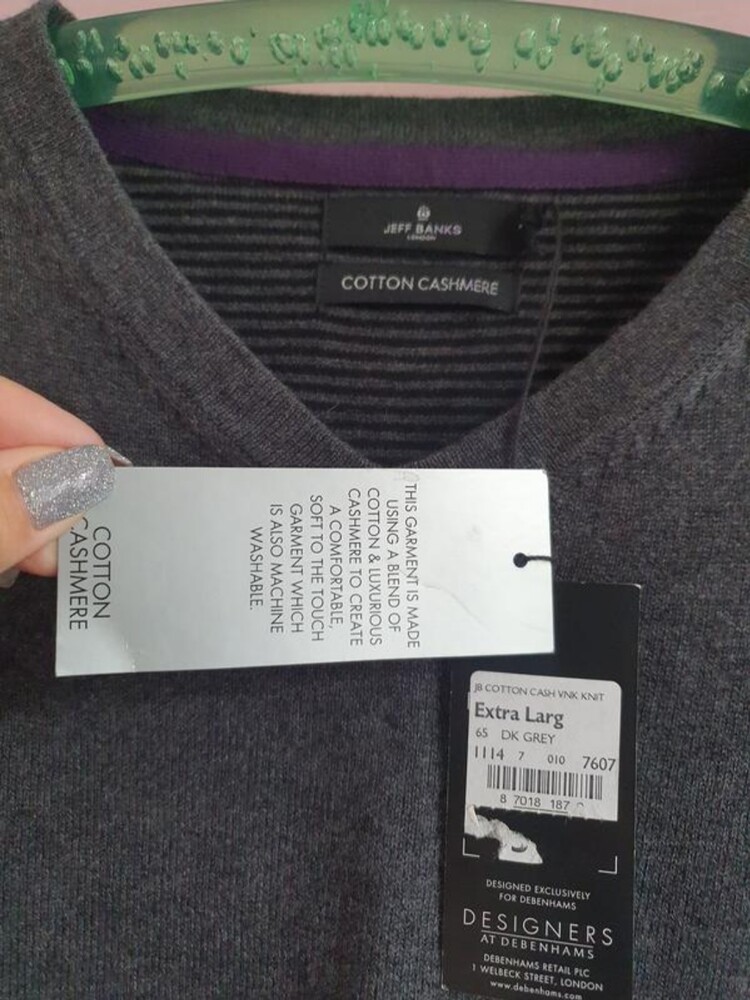 JEFF BANKS
LONDON
COTTON CASHMERE
COTTON
CASHMERE
THIS GARMENT IS MADE
USING A BLEND OF
COTTON & LUXURIOUS
CASHMERE TO CREATE
A COMFORTABLE,
SOFT TO THE TOUCH
GARMENT WHICH
IS ALSO MACHINE
WASHABLE.
JB COTTON CASH VNK KNIT
Extra Larg
65 DK GREY
1114 7 010 7607
8 7018 187
DESIGNED EXCLUSIVELY
FOR DEBENHAMS
DESIGNERS
AT DEBENHAMS
DEBENHAMS RETAIL PLC
1 WELBECK STREET, LONDON
www.debenhams.com